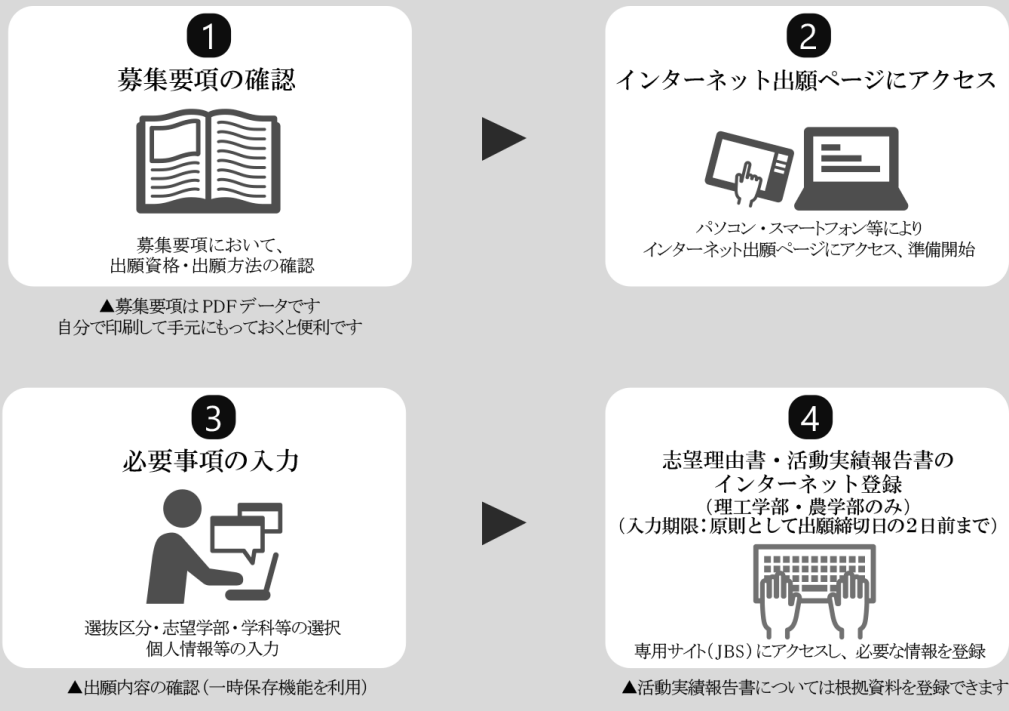 1
募集要項の確認
募集要項において、
出願資格・出願方法の確認
▲募集要項はPDFデータです
自分で印刷して手元にもっておくと便利です
2
インターネット出願ページにアクセス
パソコン・スマートフォン等により
インターネット出願ページにアクセス、準備開始
3
必要事項の入力
選抜区分・志望学部・学科等の選択
個人情報等の入力
▲出願内容の確認(一時保存機能を利用)
4
志望理由書・活動実績報告書の
インターネット登録
(理工学部・農学部のみ)
(入力期限:原則として出願締切日の2日前まで)
専用サイト(JBS)にアクセスし、必要な情報を登録
▲活動実績報告書については根拠資料を登録できます